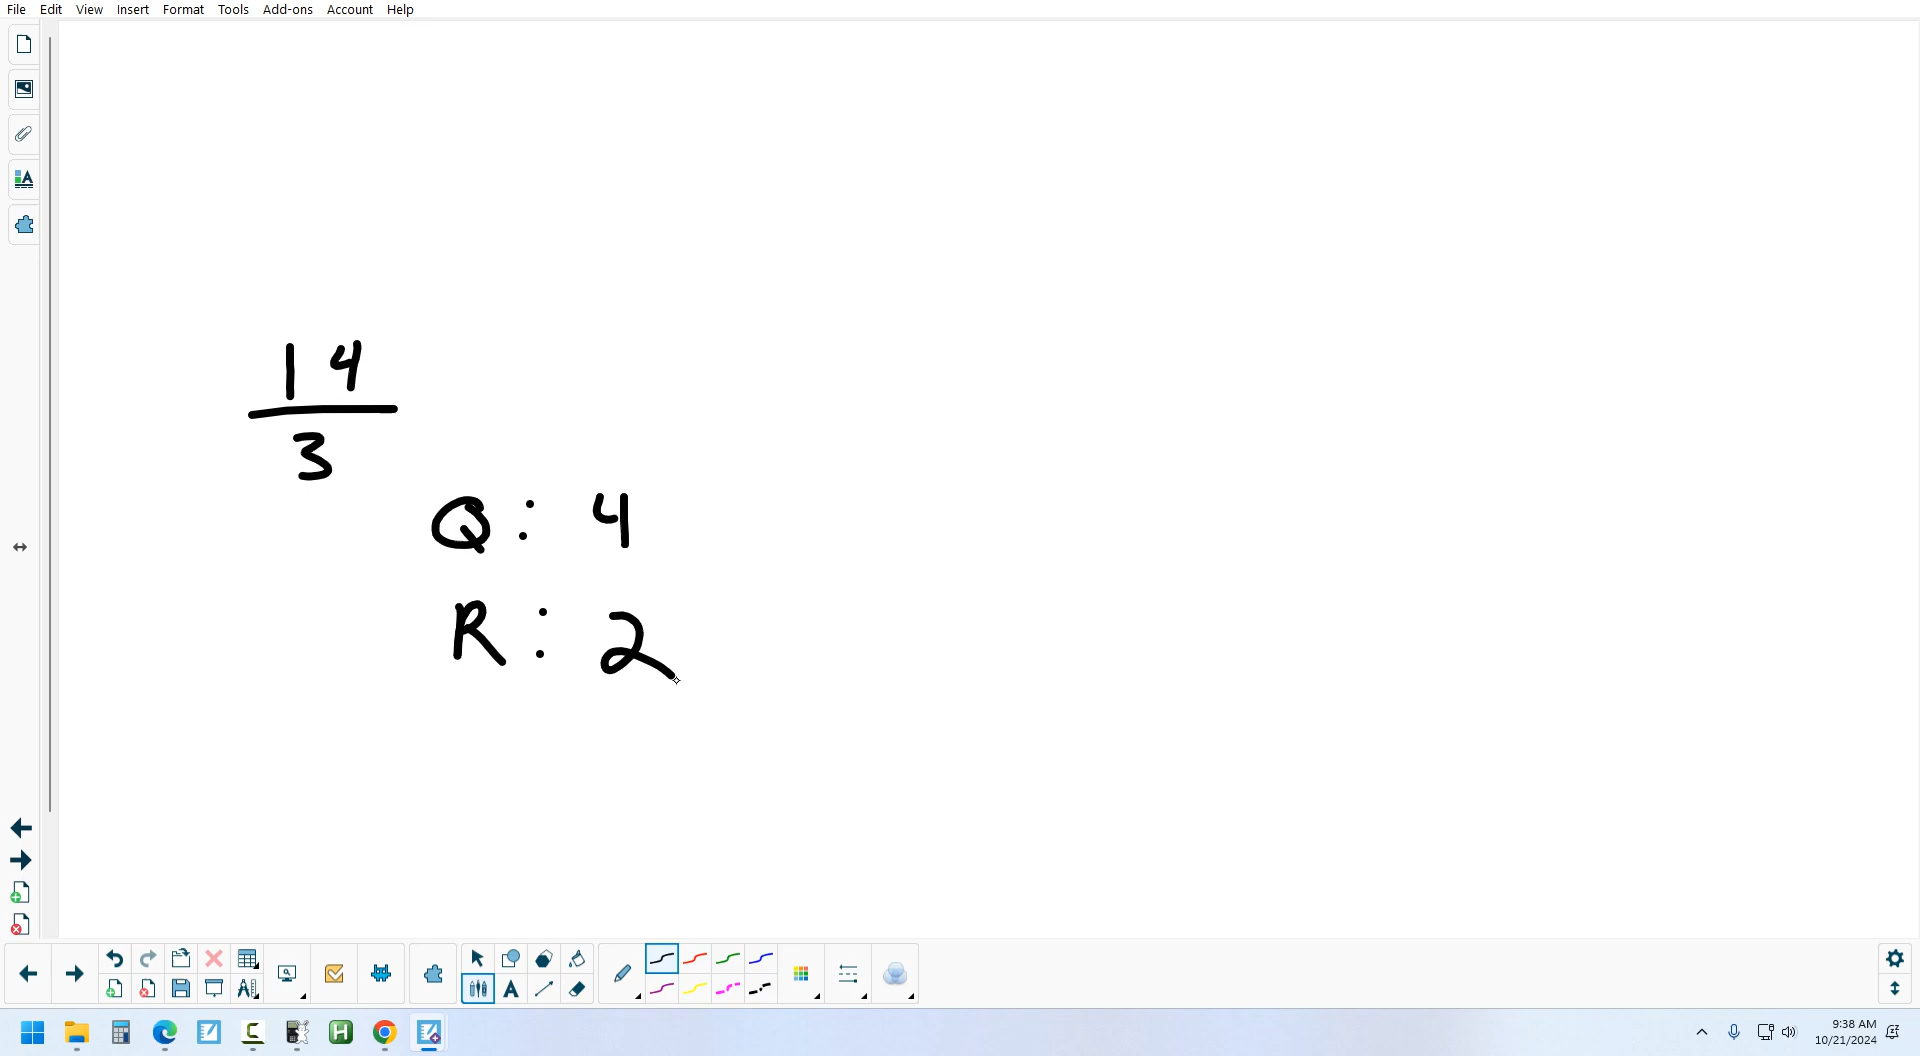 File Edit View Insert Format Tools Add-ons Account Help
14
3
Q: 4
R: 2
9:38 AM
10/21/2024